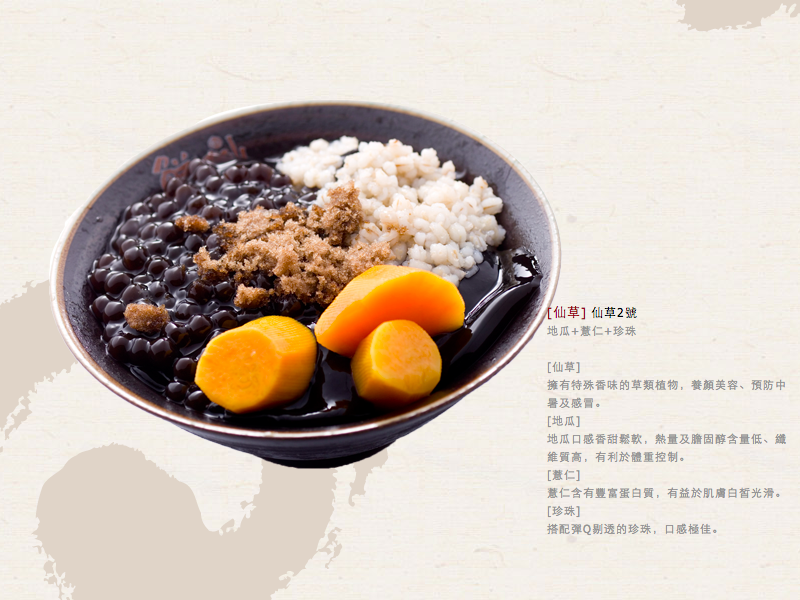 [仙草] 仙草2號
地瓜+薏仁+珍珠
[仙草]
擁有特殊香味的草類植物，養顏美容、預防中
暑及感冒。
[地瓜]
地瓜口感香甜鬆軟，熱量及膽固醇含量低、纖
維質高，有利於體重控制。
[薏仁]
薏仁含有豐富蛋白質，有益於肌膚白皙光滑。
[珍珠]
搭配彈Q剔透的珍珠，口感極佳。